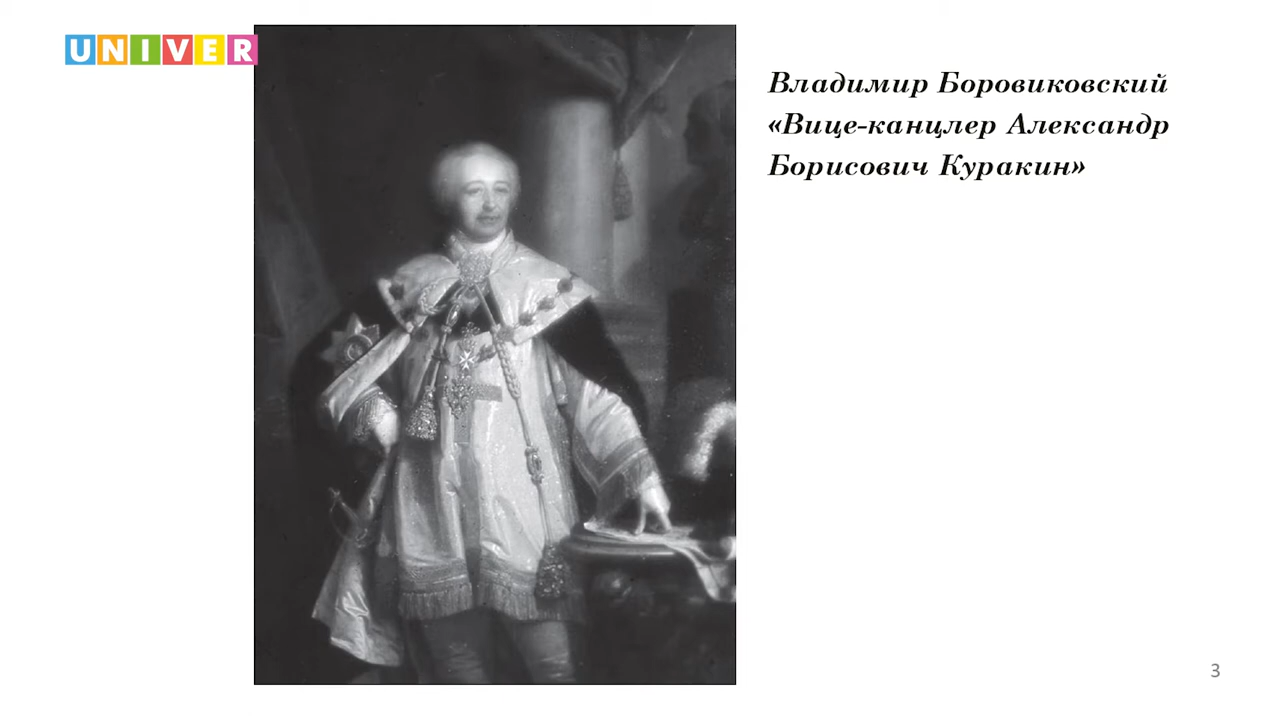 UNIVER
Владимир Боровиковский
«Вице-канцлер Александр
Борисович Куракин»
3